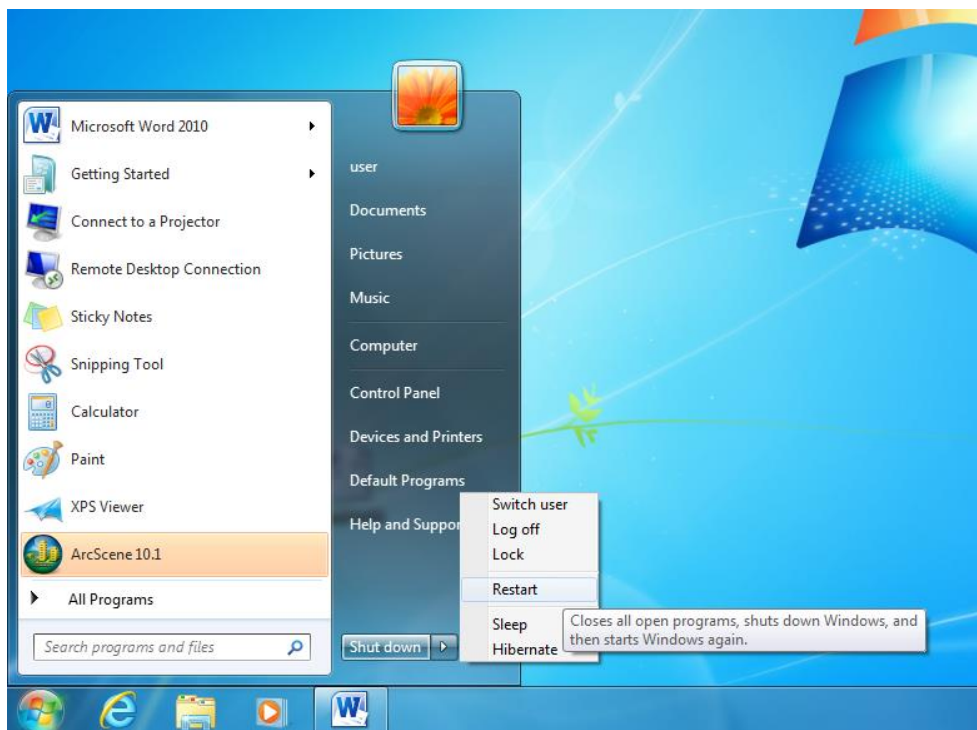 Microsoft Word 2010
Getting Started
Connect to a Projector
Remote Desktop Connection
Sticky Notes
Snipping Tool
Calculator
Paint
XPS Viewer
ArcScene 10.1
All Programs
Search programs and files
user
Documents
Pictures
Music
Computer
Control Panel
Devices and Printers
Default Programs
Help and Suppor
Shut down
Switch user
Log off
Lock
Restart
Sleep
Hibernate
Closes all open programs, shuts down Windows, and
then starts Windows again.